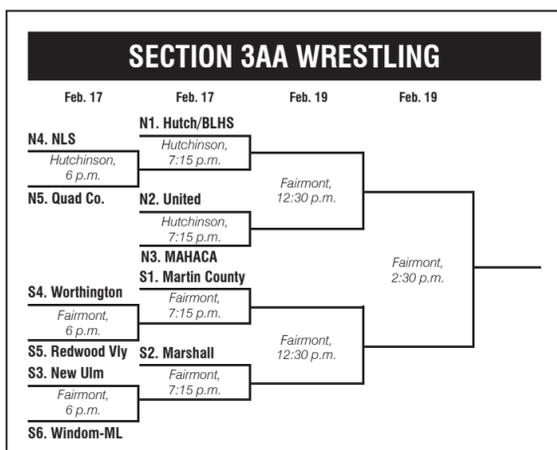 SECTION 3AA WRESTLING
Feb. 17 Feb. 17 Feb. 19 Feb. 19
N1. Hutch/BLHS
N4. NLS
Hutchinson,
7:15 p.m.
Hutchinson,
6 p.m.
Fairmont,
12:30 p.m.
N5. Quad Co.
N2. United
Hutchinson,
7:15 p.m.
N3. MAHACA
Fairmont,
2:30 p.m.
S1. Martin County
S4. Worthington
Fairmont,
7:15 p.m.
Fairmont,
6 p.m.
Fairmont,
12:30 p.m.
S5. Redwood Vly
S2. Marshall
S3. New Ulm
Fairmont,
7:15 p.m.
Fairmont,
6 p.m.
S6. Windom-ML